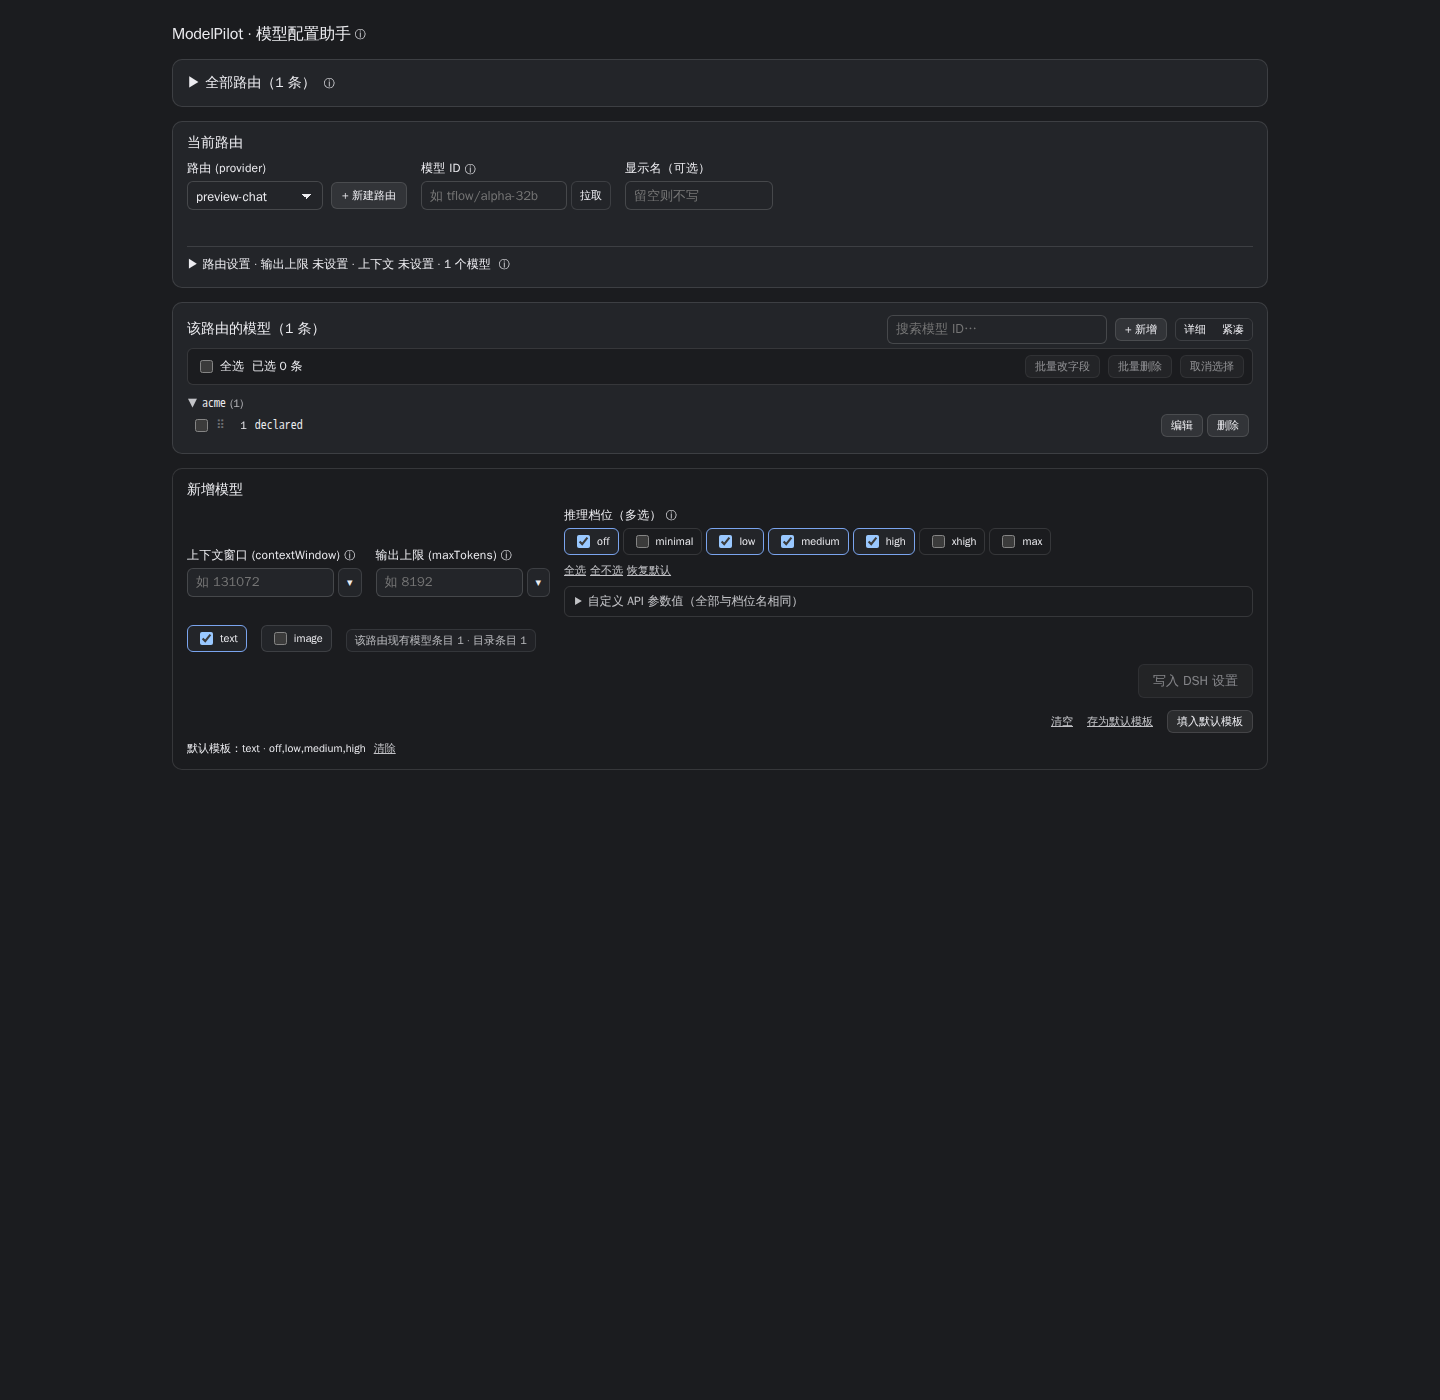 ModelPilot · 模型配置助手 ⓘ
▶ 全部路由（1 条） ⓘ
当前路由
路由 (provider) 模型 ID ⓘ 显示名（可选）
preview-chat + 新建路由 如 tflow/alpha-32b 拉取 留空则不写
▶ 路由设置 · 输出上限 未设置 · 上下文 未设置 · 1 个模型 ⓘ
该路由的模型（1 条） 搜索模型 ID… + 新增 详细 紧凑
全选 已选 0 条 批量改字段 批量删除 取消选择
▼ acme (1)
⠿ 1 declared 编辑 删除
新增模型
推理档位（多选） ⓘ
off minimal low medium high xhigh max
上下文窗口 (contextWindow) ⓘ 输出上限 (maxTokens) ⓘ
全选 全不选 恢复默认
如 131072 ▾ 如 8192 ▾
▶ 自定义 API 参数值（全部与档位名相同）
text image 该路由现有模型条目 1 · 目录条目 1
写入 DSH 设置
清空 存为默认模板 填入默认模板
默认模板：text · off,low,medium,high 清除